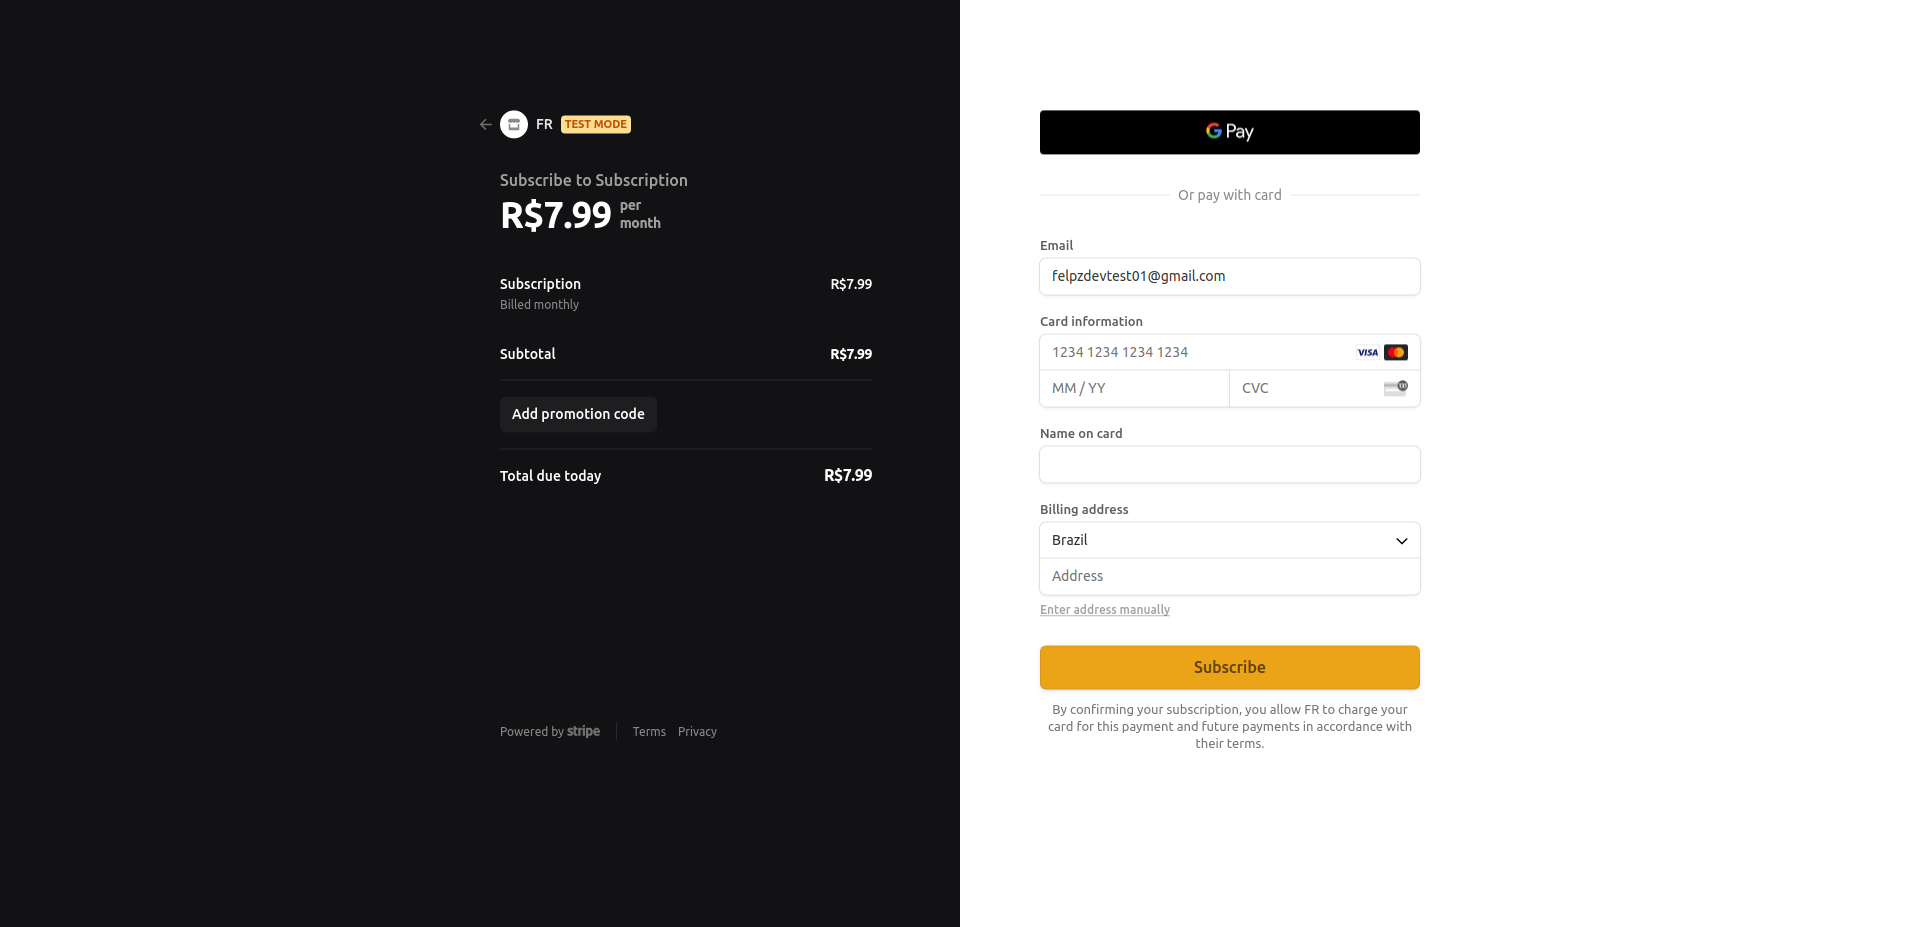 FR TEST MODE
Subscribe to Subscription
R$7.99 per
month
Subscription R$7.99
Billed monthly
Subtotal R$7.99
Add promotion code
Total due today R$7.99
Powered by stripe Terms Privacy
G Pay
Or pay with card
Email
felpzdevtest01@gmail.com
Card information
1234 1234 1234 1234 VISA
MM / YY CVC
Name on card
Billing address
Brazil
Address
Enter address manually
Subscribe
By confirming your subscription, you allow FR to charge your
card for this payment and future payments in accordance with
their terms.